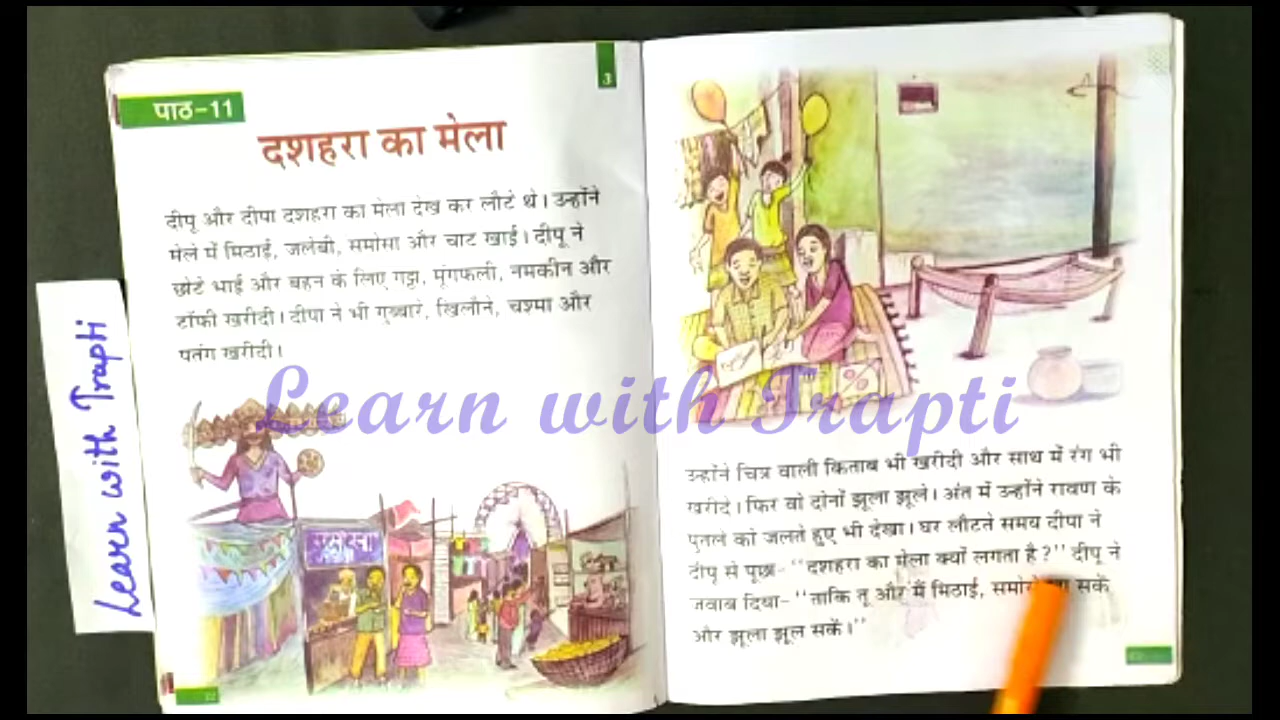 पाठ-11
3
दशहरा का मेला
दीपू और दीपा दशहरा का मेला देख कर लौटे थे। उन्होंने
मेले में मिठाई, जलेबी, समोसा और चाट खाई। दीपू ने
छोटे भाई और बहन के लिए गट्टा, मूंगफली, नमकीन और
टॉफी खरीदी। दीपा ने भी गुब्बारे, खिलौने, चश्मा और
पतंग खरीदी।
समोसा
उन्होंने चित्र वाली किताब भी खरीदी और साथ में रंग भी
खरीदे। फिर वो दोनों झूला झूले। अंत में उन्होंने रावण के
पुतले को जलते हुए भी देखा। घर लौटते समय दीपा ने
दीपू से पूछा- "दशहरा का मेला क्यों लगता है?" दीपू ने
जवाब दिया- "ताकि तू और मैं मिठाई, सकें
और झूला झूल सकें।"
Learn with Trapti
Learn with Trapti